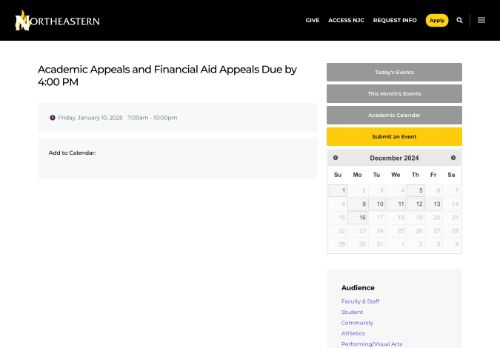 NORTHEASTERN
GIVE ACCESS NJC REQUEST INFO Apply
Academic Appeals and Financial Aid Appeals Due by
4:00 PM
Friday, January 10, 2025 7:00am - 10:00pm
Add to Calendar:
Today's Events
This Month's Events
Academic Calendar
Submit an Event
December 2024
Su Mo Tu We Th Fr Sa
1 2 3 4 5 6 7
8 9 10 11 12 13 14
15 16 17 18 19 20 21
22 23 24 25 26 27 28
29 30 31 1 2 3 4
Audience
Faculty & Staff
Student
Community
Athletics
Performing/Visual Arts